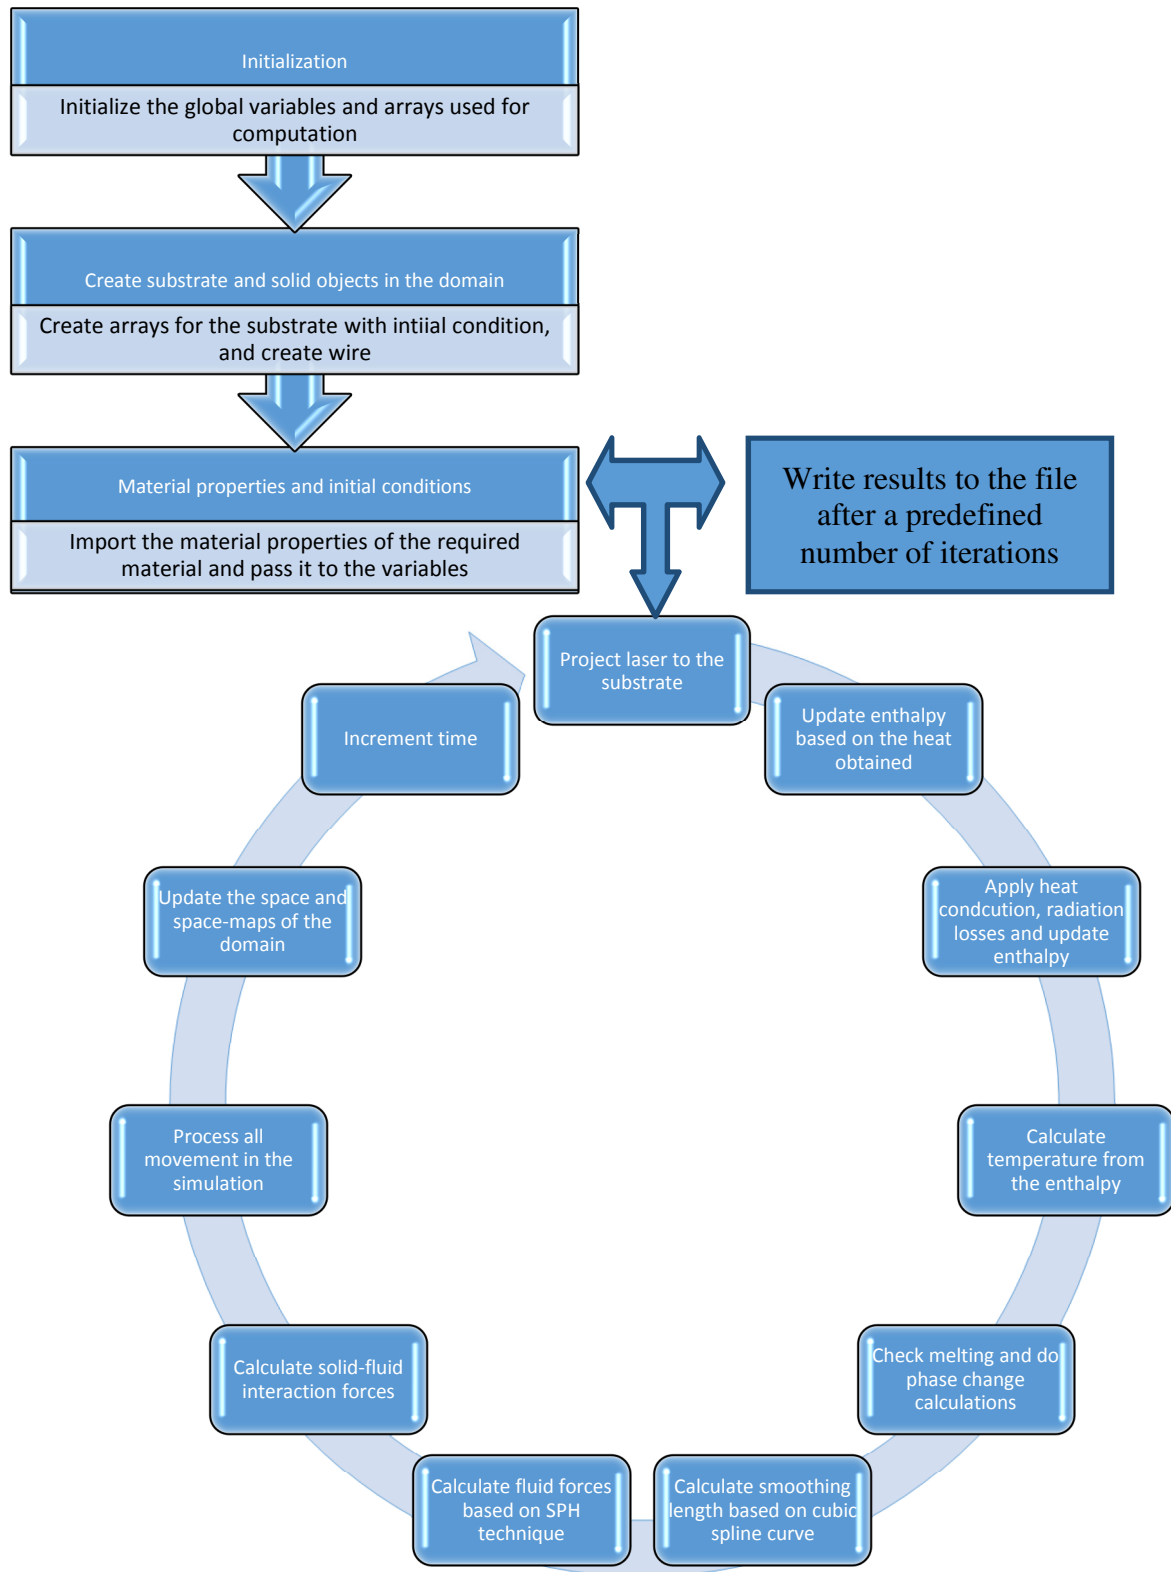 Initialization
Initialize the global variables and arrays used for
computation
Create substrate and solid objects in the domain
Create arrays for the substrate with intiial condition,
and create wire
Material properties and initial conditions
Import the material properties of the required
material and pass it to the variables
Write results to the file
after a predefined
number of iterations
Project laser to the
substrate
Update enthalpy
based on the heat
obtained
Apply heat
condcution, radiation
losses and update
enthalpy
Calculate
temperature from
the enthalpy
Check melting and do
phase change
calculations
Calculate smoothing
length based on cubic
spline curve
Calculate fluid forces
based on SPH
technique
Calculate solid-fluid
interaction forces
Process all
movement in the
simulation
Update the space and
space-maps of the
domain
Increment time